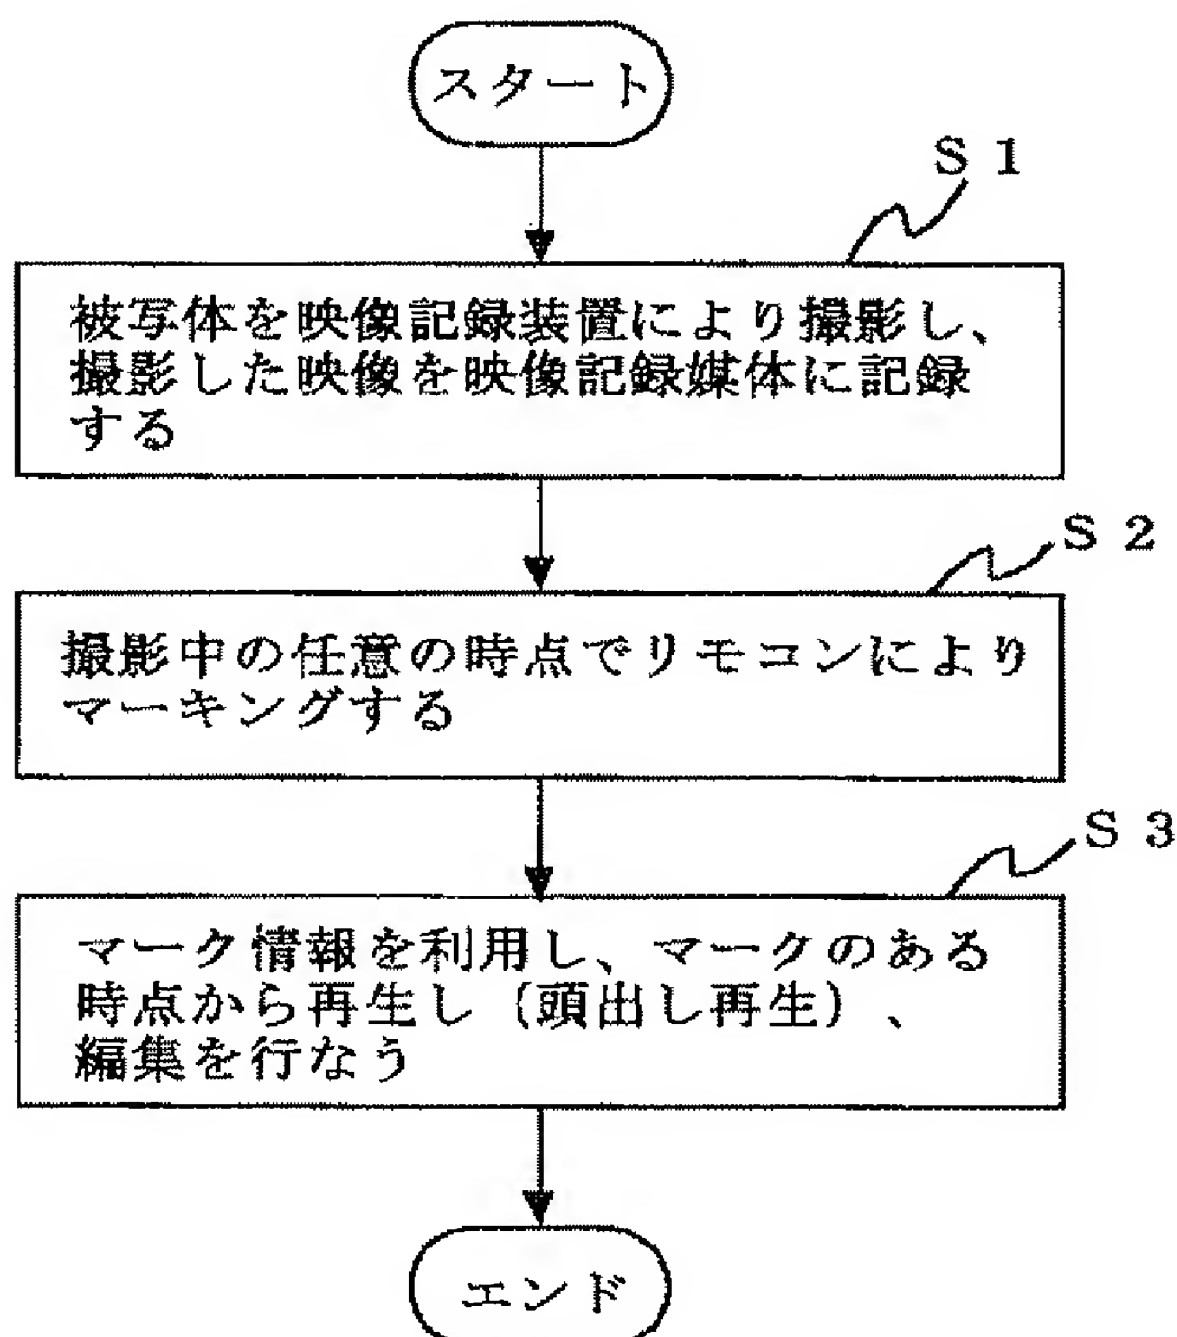 スタート
S 1
被写体を映像記録装置により撮影し、
撮影した映像を映像記録媒体に記録
する
S 2
撮影中の任意の時点でリモコンにより
マーキングする
S 3
マーク情報を利用し、マークのある
時点から再生し（頭出し再生）、
編集を行なう
エンド